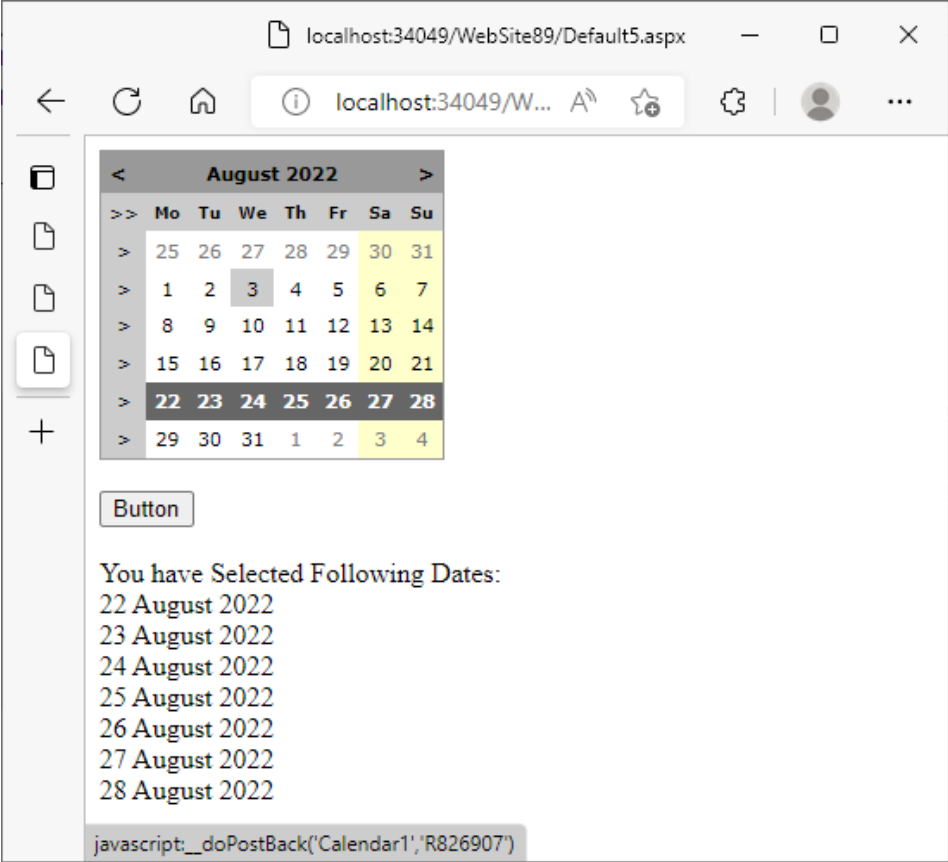 localhost:34049/WebSite89/Default5.aspx
localhost:34049/W...
< August 2022 >
>> Mo Tu We Th Fr Sa Su
> 25 26 27 28 29 30 31
> 1 2 3 4 5 6 7
> 8 9 10 11 12 13 14
> 15 16 17 18 19 20 21
> 22 23 24 25 26 27 28
> 29 30 31 1 2 3 4
Button
You have Selected Following Dates:
22 August 2022
23 August 2022
24 August 2022
25 August 2022
26 August 2022
27 August 2022
28 August 2022
javascript:__doPostBack('Calendar1','R826907')